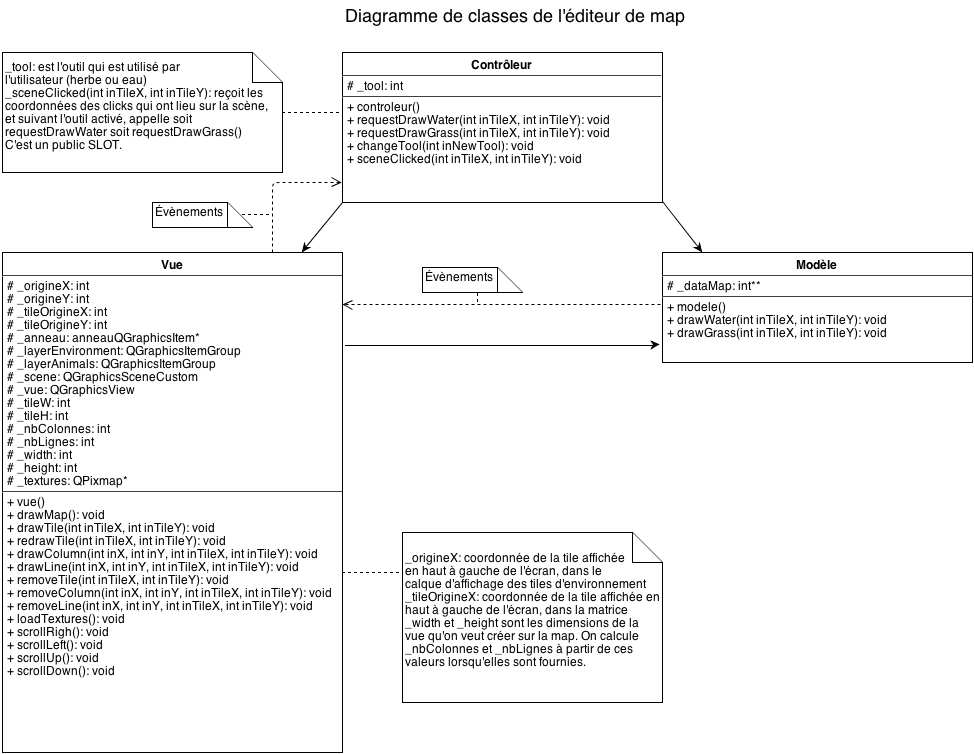 Diagramme de classes de l'éditeur de map
_tool: est l'outil qui est utilisé par
l'utilisateur (herbe ou eau)
_sceneClicked(int inTileX, int inTileY): reçoit les
coordonnées des clicks qui ont lieu sur la scène,
et suivant l'outil activé, appelle soit
requestDrawWater soit requestDrawGrass()
C'est un public SLOT.
Contrôleur
# _tool: int
+ controleur()
+ requestDrawWater(int inTileX, int inTileY): void
+ requestDrawGrass(int inTileX, int inTileY): void
+ changeTool(int inNewTool): void
+ sceneClicked(int inTileX, int inTileY): void
Évènements
Vue
# _origineX: int
# _origineY: int
# _tileOrigineX: int
# _tileOrigineY: int
# _anneau: anneauQGraphicsItem*
# _layerEnvironment: QGraphicsItemGroup
# _layerAnimals: QGraphicsItemGroup
# _scene: QGraphicsSceneCustom
# _vue: QGraphicsView
# _tileW: int
# _tileH: int
# _nbColonnes: int
# _nbLignes: int
# _width: int
# _height: int
# _textures: QPixmap*
+ vue()
+ drawMap(): void
+ drawTile(int inTileX, int inTileY): void
+ redrawTile(int inTileX, int inTileY): void
+ drawColumn(int inX, int inY, int inTileX, int inTileY): void
+ drawLine(int inX, int inY, int inTileX, int inTileY): void
+ removeTile(int inTileX, int inTileY): void
+ removeColumn(int inX, int inY, int inTileX, int inTileY): void
+ removeLine(int inX, int inY, int inTileX, int inTileY): void
+ loadTextures(): void
+ scrollRigh(): void
+ scrollLeft(): void
+ scrollUp(): void
+ scrollDown(): void
Évènements
Modèle
# _dataMap: int**
+ modele()
+ drawWater(int inTileX, int inTileY): void
+ drawGrass(int inTileX, int inTileY): void
_origineX: coordonnée de la tile affichée
en haut à gauche de l'écran, dans le
calque d'affichage des tiles d'environement
_tileOrigineX: coordonnée de la tile affichée en
haut à gauche de l'écran, dans la matrice
_width et _height sont les dimensions de la
vue qu'on veut créer sur la map. On calcule
_nbColonnes et _nbLignes à partir de ces
valeurs lorsqu'elles sont fournies.